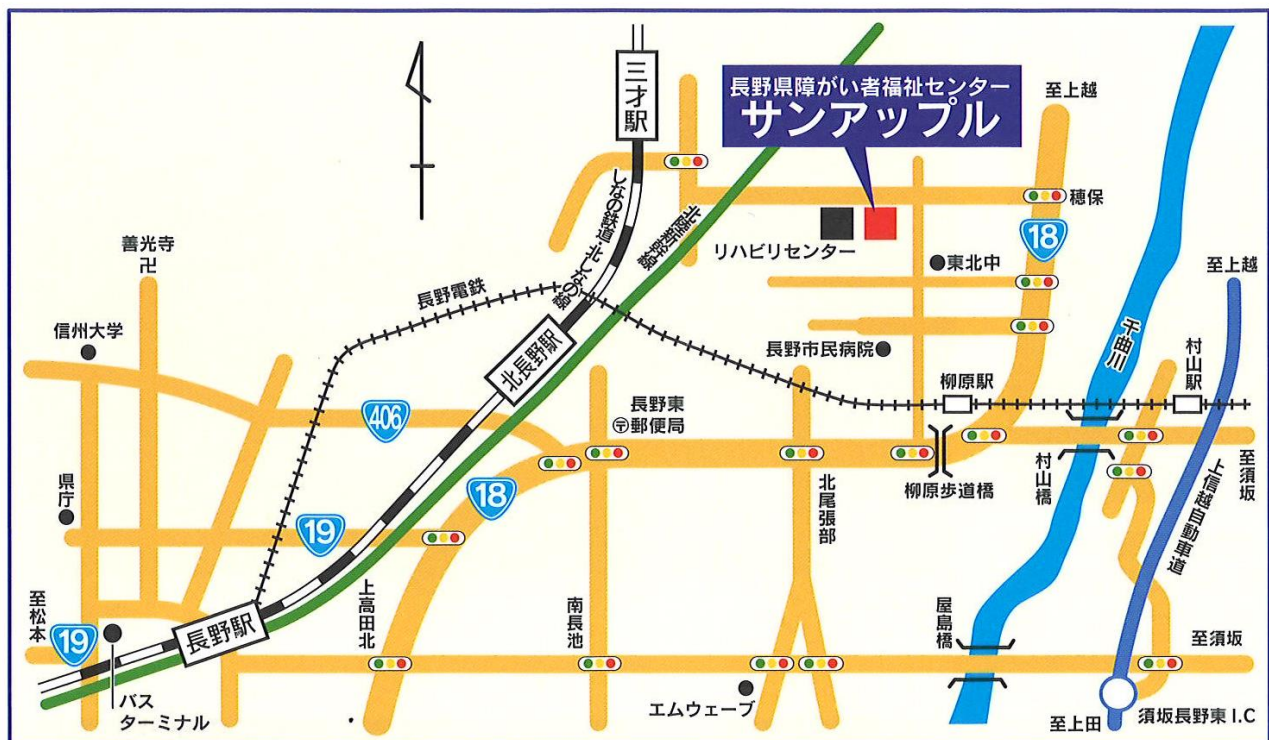 三才駅
長野県障がい者福祉センター
サンアップル
至上越
穂保
18
リハビリセンター
東北中
しなの鉄道・北しなの線
北陸新幹線
善光寺
卍
長野電鉄
信州大学
北長野駅
長野市民病院
千曲川
至上越
村山駅
柳原駅
406
長野東
〒郵便局
県庁
19
18
北尾張部
柳原歩道橋
村山橋
至須坂
上信越自動車道
至松本
19
長野駅
上高田北
南長池
屋島橋
至須坂
バス
ターミナル
エムウェーブ
至上田
須坂長野東I.C